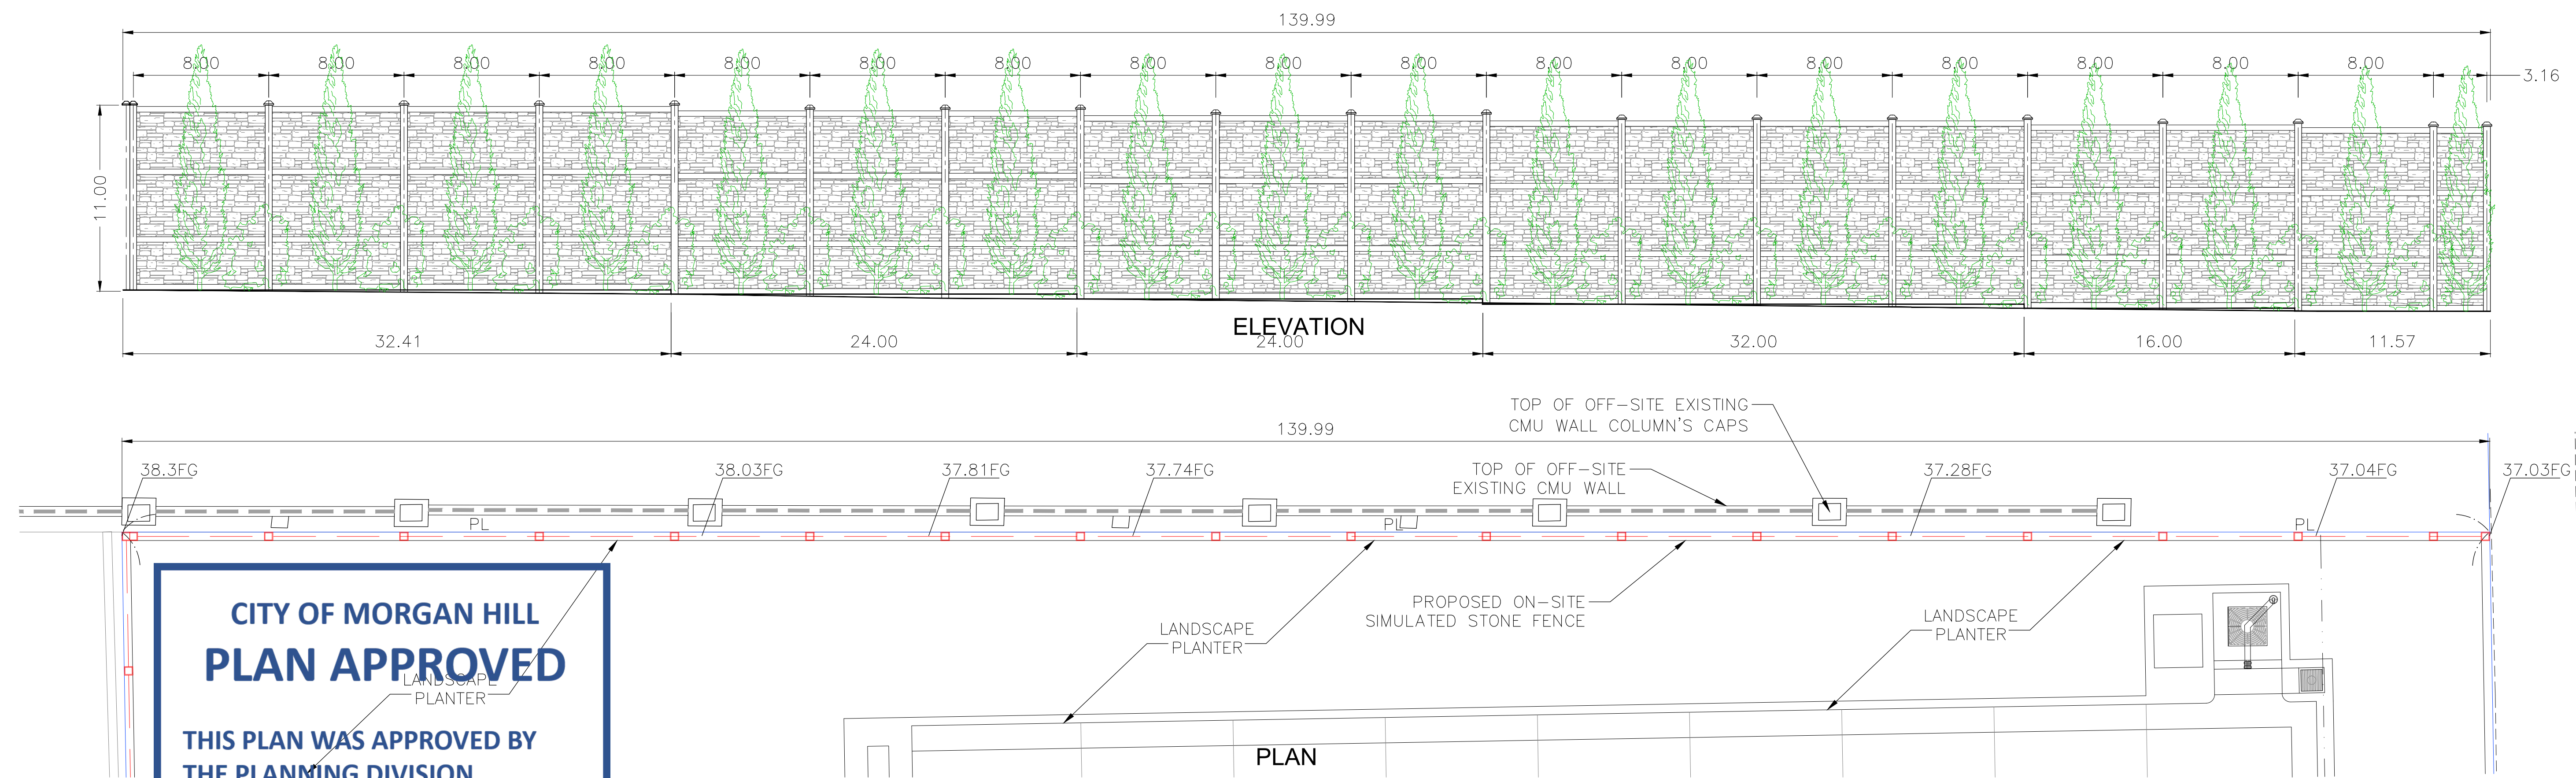 139.99
8.00 8.00 8.00 8.00 8.00 8.00 8.00 8.00 8.00 8.00 8.00 8.00 8.00 8.00 8.00 8.00 8.00 3.16
11.00
ELEVATION
32.41 24.00 24.00 32.00 16.00 11.57
TOP OF OFF-SITE EXISTING
CMU WALL COLUMN'S CAPS
139.99
38.3FG 38.03FG 37.81FG 37.74FG
TOP OF OFF-SITE
EXISTING CMU WALL
37.28FG 37.04FG 37.03FG
PL PL PL
PROPOSED ON-SITE
SIMULATED STONE FENCE
LANDSCAPE
PLANTER
LANDSCAPE
PLANTER
CITY OF MORGAN HILL
PLAN APPROVED
LANDSCAPE
PLANTER
THIS PLAN WAS APPROVED BY
THE PLANNING DIVISION
PLAN